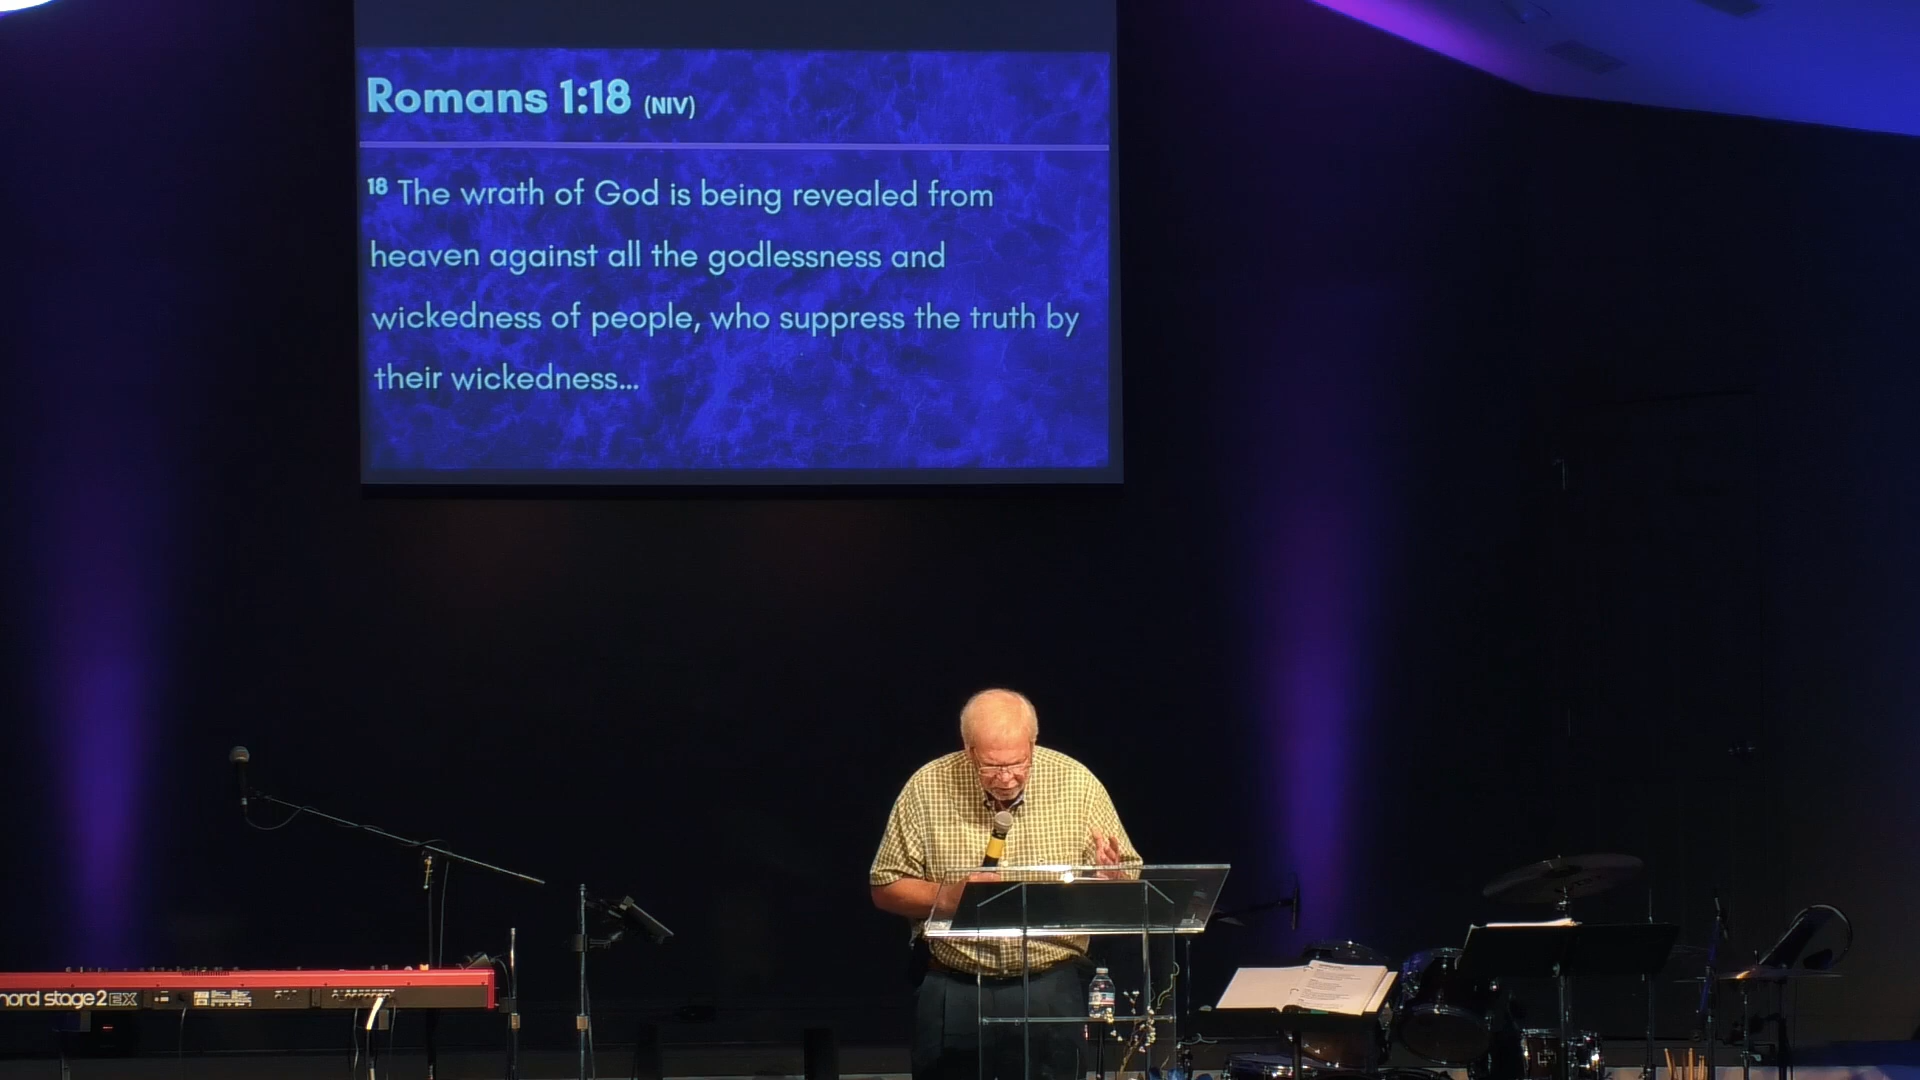 Romans 1:18 (NIV)
18 The wrath of God is being revealed from
heaven against all the godlessness and
wickedness of people, who suppress the truth by
their wickedness...
nord stage 2 EX